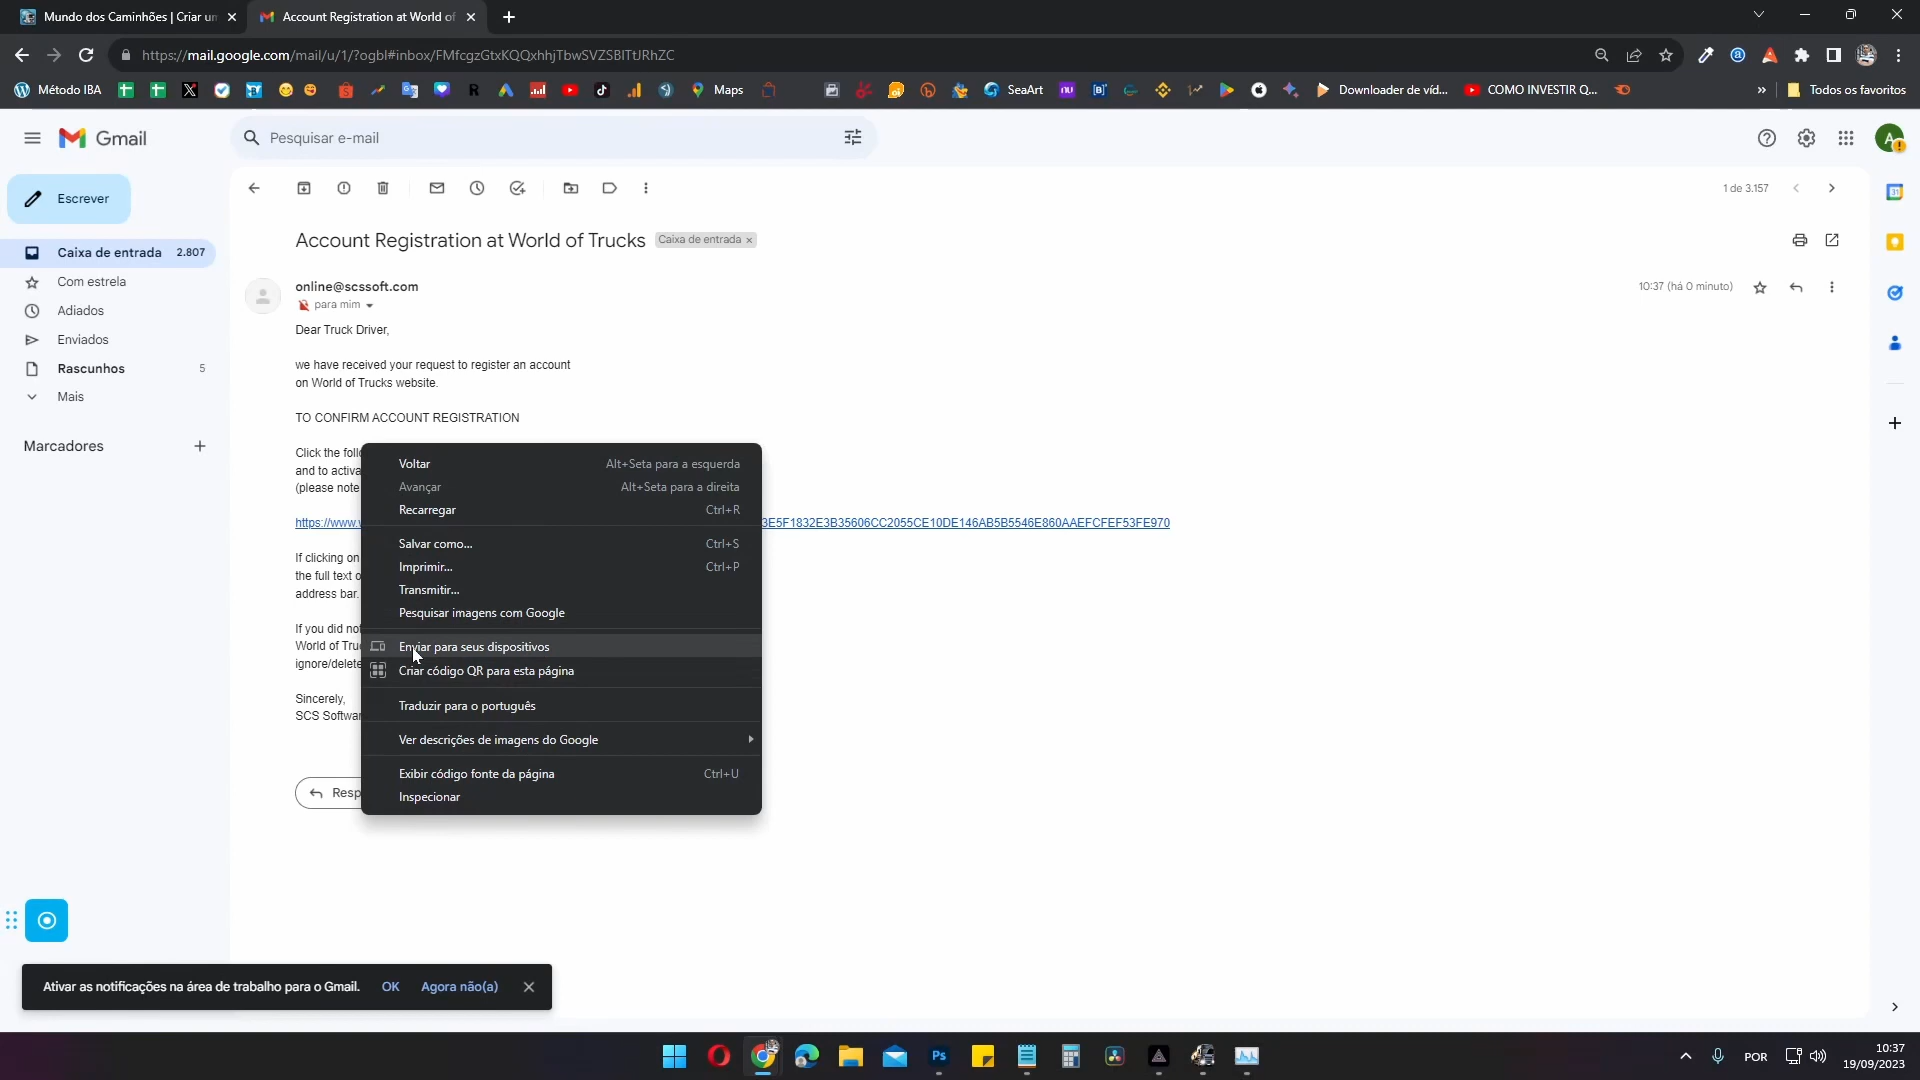 Mundo dos Caminhões | Criar um
Account Registration at World of
https://mail.google.com/mail/u/1/?ogbl#inbox/FMfcgzGtxKQQxhhjTbwSVZSBlTtJRhZC
Método IBA
Maps
SeaArt
Downloader de víd...
COMO INVESTIR Q...
»
Todos os favoritos
Gmail
Pesquisar e-mail
A
Escrever
1 de 3.157
Caixa de entrada 2.807
Com estrela
Adiados
Enviados
Rascunhos 5
Mais
Marcadores
Account Registration at World of Trucks
Caixa de entrada
online@scssoft.com
10:37 (há 0 minuto)
para mim
Dear Truck Driver,
we have received your request to register an account
on World of Trucks website.
TO CONFIRM ACCOUNT REGISTRATION
Click the
and to
(please note
https://www.
3E5F1832E3B35606CC2055CE10DE146AB5B5546E860AAEFCFEF53FE970
If clicking on
the full text
address bar.
If you did
World of
ignore/delete
Sincerely,
SCS
Voltar Alt+Seta para a esquerda
Avançar Alt+Seta para a direita
Recarregar Ctrl+R
Salvar como... Ctrl+S
Imprimir... Ctrl+P
Transmitir...
Pesquisar imagens com Google
Enviar para seus dispositivos
Criar código QR para esta página
Traduzir para o português
Ver descrições de imagens do Google
Exibir código fonte da página Ctrl+U
Inspecionar
Ativar as notificações na área de trabalho para o Gmail. OK Agora não(a)
Ps
POR
10:37
19/09/2023